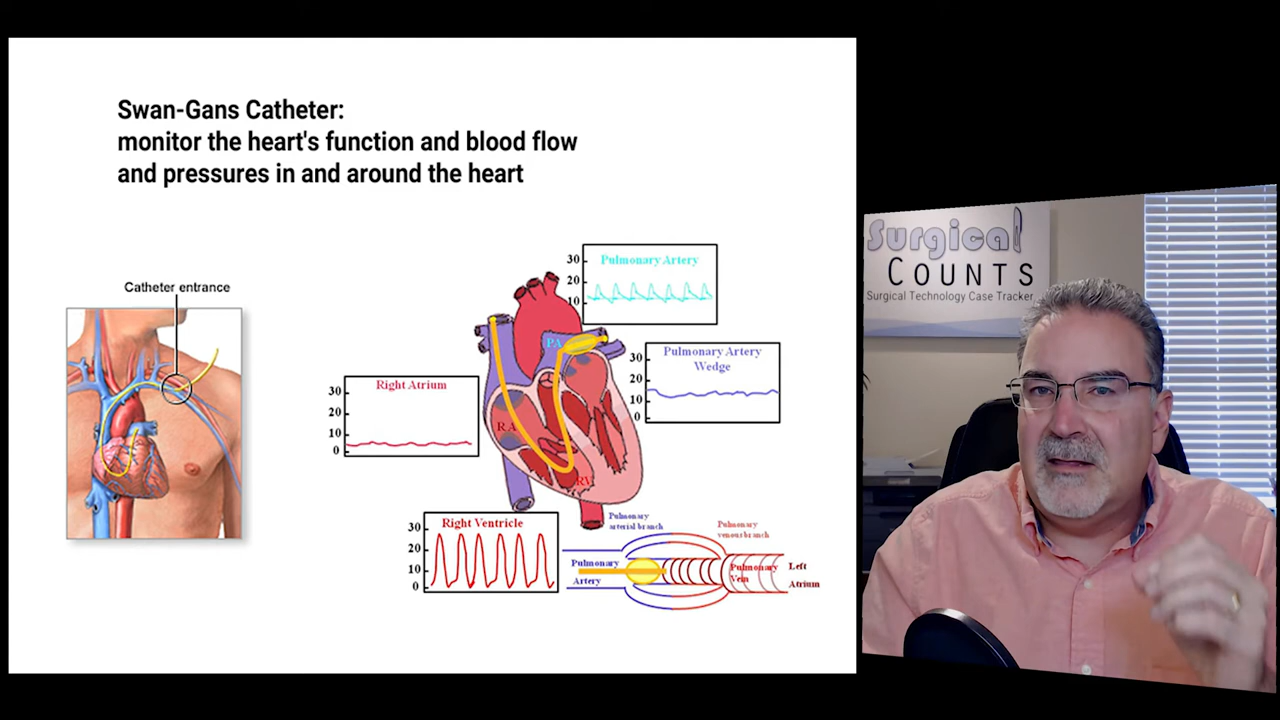 Swan-Gans Catheter:
monitor the heart's function and blood flow
and pressures in and around the heart
Catheter entrance
30
20
10
Pulmonary Artery
PA
30
20
10
0
Pulmonary Artery
Wedge
30
20
10
0
Right Atrium
RA
RV
30
20
10
0
Right Ventricle
Pulmonary
arterial branch
Pulmonary
venous branch
Pulmonary
Artery
Pulmonary
Vein
Left
Atrium
Surgical
COUNTS
Surgical Technology Case Tracker